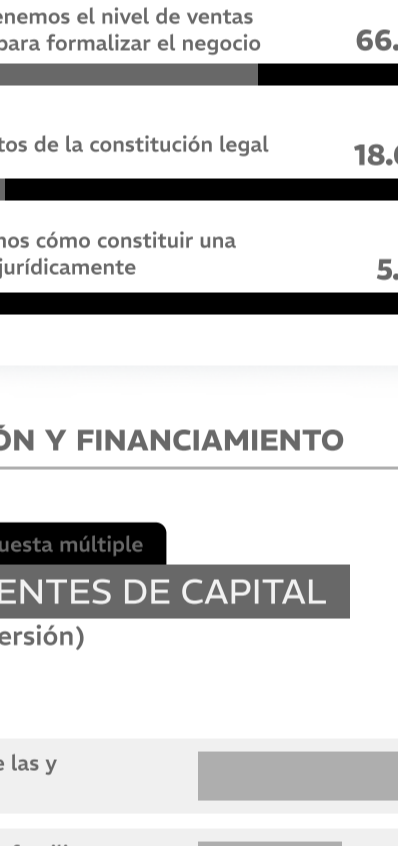 enemos el nivel de ventas
para formalizar el negocio
66.
tos de la constitución legal
18.
nos cómo constituir una
jurídicamente
5.
ÓN Y FINANCIAMIENTO
uesta múltiple
ENTES DE CAPITAL
ersión)
e las y